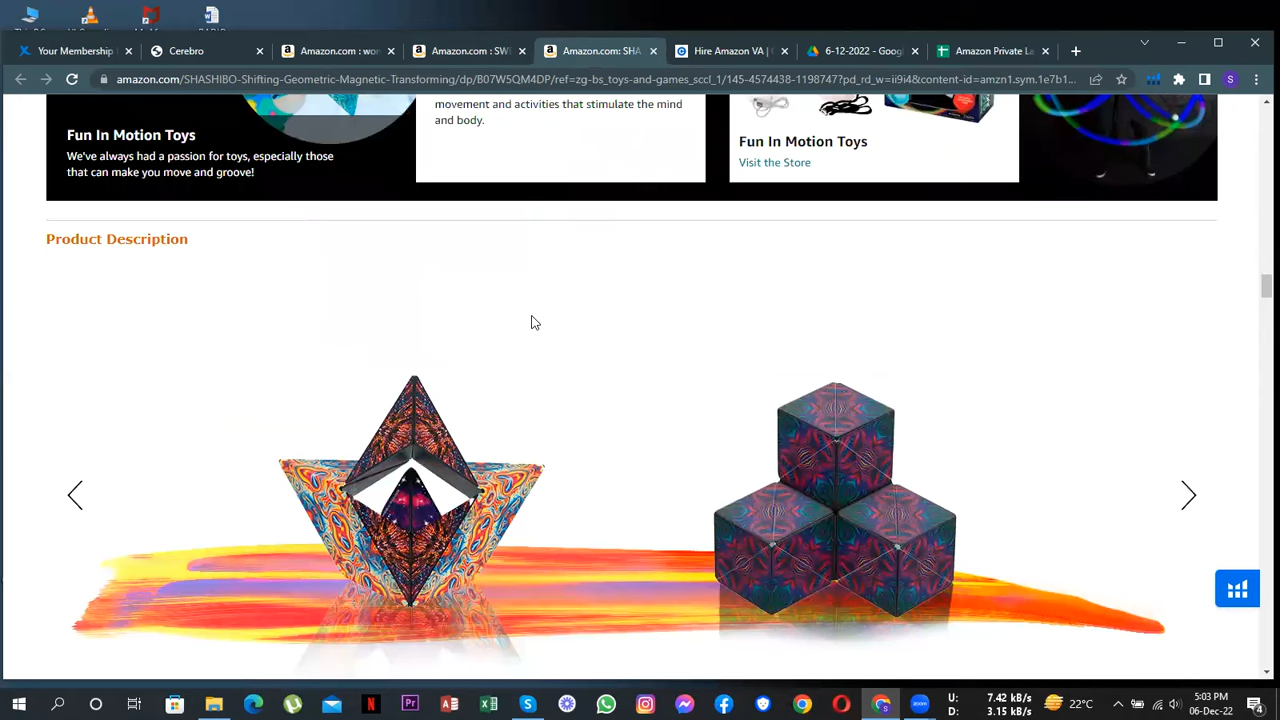 Your Membership
Cerebro
Amazon.com : wor
Amazon.com : SWI
Amazon.com: SHA
Hire Amazon VA | (
6-12-2022 - Googl
Amazon Private La
amazon.com/SHASHIBO-Shifting-Geometric-Magnetic-Transforming/dp/B07W5QM4DP/ref=zg-bs_toys-and-games_sccl_1/145-4574438-1198747?pd_rd_w=ii9i4&content-id=amzn1.sym.1e7b1...
S
movement and activities that stimulate the mind
and body.
Fun In Motion Toys
We've always had a passion for toys, especially those
that can make you move and groove!
Fun In Motion Toys
Visit the Store
Product Description
U: 7.42 kB/s
D: 3.15 kB/s
22°C
5:03 PM
06-Dec-22